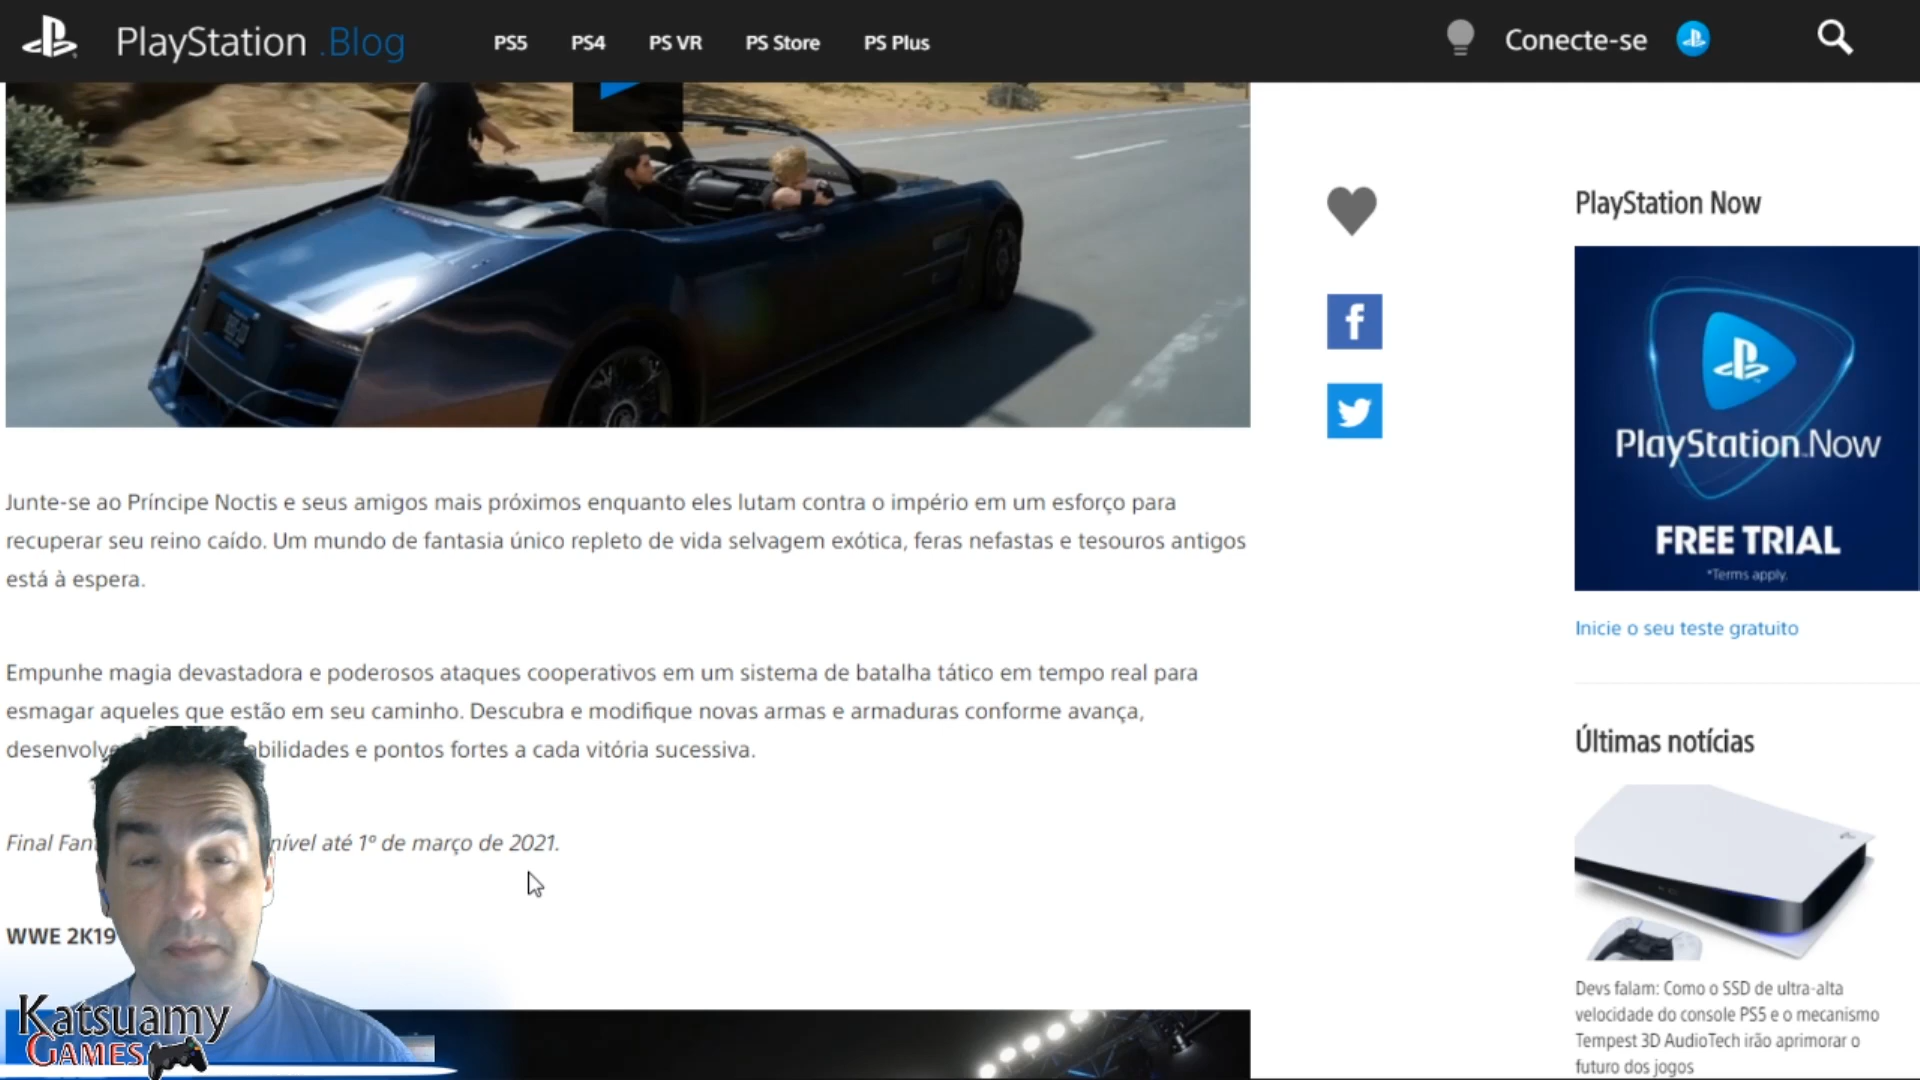 PlayStation .Blog
PS5 PS4 PS VR PS Store PS Plus
Conecte-se
Junte-se ao Príncipe Noctis e seus amigos mais próximos enquanto eles lutam contra o império em um esforço para
recuperar seu reino caído. Um mundo de fantasia único repleto de vida selvagem exótica, feras nefastas e tesouros antigos
está à espera.
Empunhe magia devastadora e poderosos ataques cooperativos em um sistema de batalha tático em tempo real para
esmagar aqueles que estão em seu caminho. Descubra e modifique novas armas e armaduras conforme avança,
e pontos fortes a cada vitória sucessiva.
Final até 1º de março de 2021.
WWE 2K19
Katsuamy
GAMES
PlayStation Now
PlayStation Now
FREE TRIAL
*Terms apply.
Inicie o seu teste gratuito
Últimas notícias
Devs falam: Como o SSD de ultra-alta
velocidade do console PS5 e o mecanismo
Tempest 3D AudioTech irão aprimorar o
futuro dos jogos